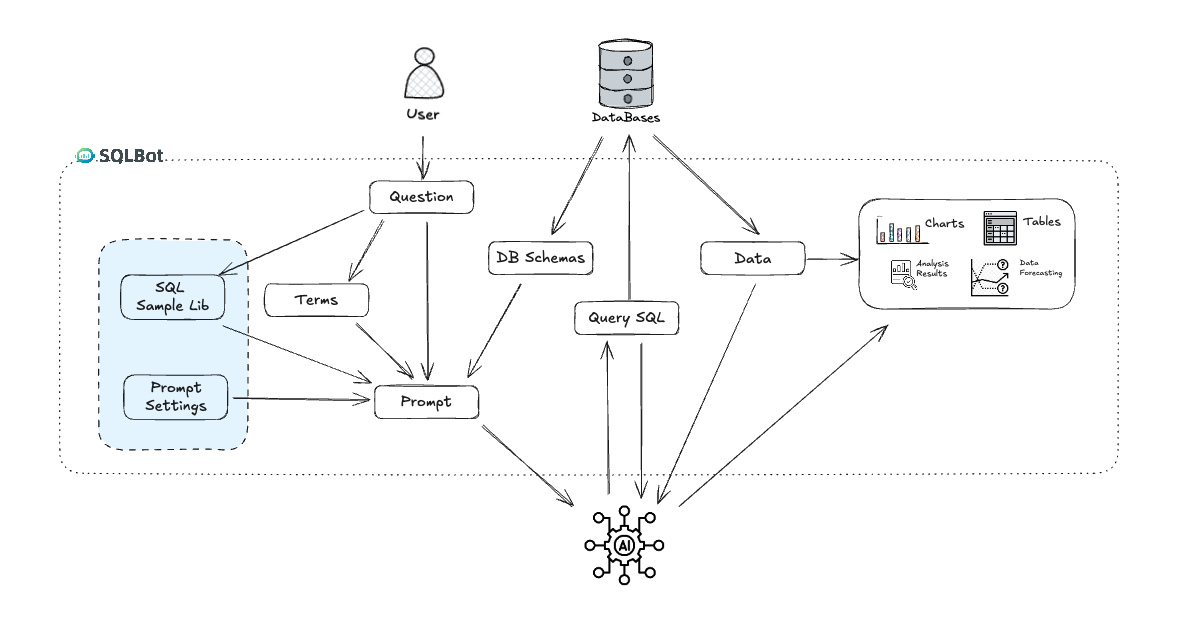 User
DataBases
SQLBot
Question
Charts
Tables
DB Schemas
Data
Analysis
Results
Data
Forecasting
SQL
Sample Lib
Terms
Query SQL
Prompt
Settings
Prompt
AI